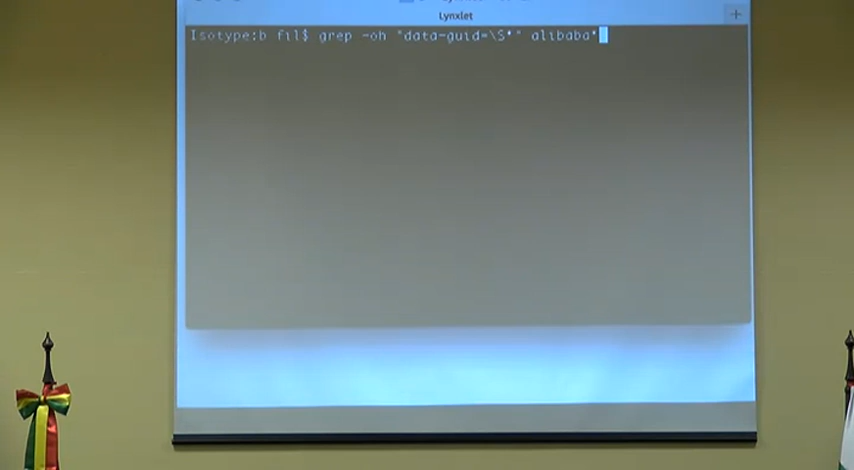 Lynxlet
Isotype:b fil$ grep -oh "data-guid=\S*" alibaba*